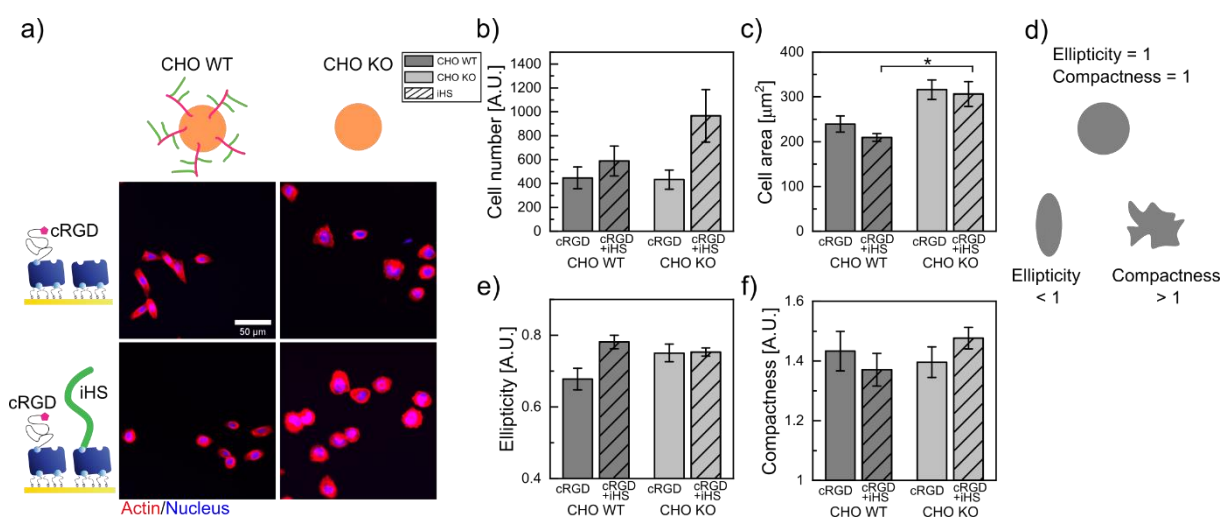 a)
CHO WT
CHO KO
cRGD
50 µm
cRGD
iHS
Actin/Nucleus
CHO WT
CHO KO
iHS
b)
Cell number [A.U.]
1400
1200
1000
800
600
400
200
0
cRGD
cRGD
+iHS
cRGD
cRGD
+iHS
CHO WT
CHO KO
c)
Cell area [µm²]
400
300
200
100
0
*
cRGD
cRGD
+iHS
cRGD
cRGD
+iHS
CHO WT
CHO KO
d)
Ellipticity = 1
Compactness = 1
Ellipticity
< 1
Compactness
> 1
e)
Ellipticity [A.U.]
0.8
0.6
0.4
cRGD
cRGD
+iHS
cRGD
cRGD
+iHS
CHO WT
CHO KO
f)
Compactness [A.U.]
1.6
1.4
1.2
1
cRGD
cRGD
+iHS
cRGD
cRGD
+iHS
CHO WT
CHO KO